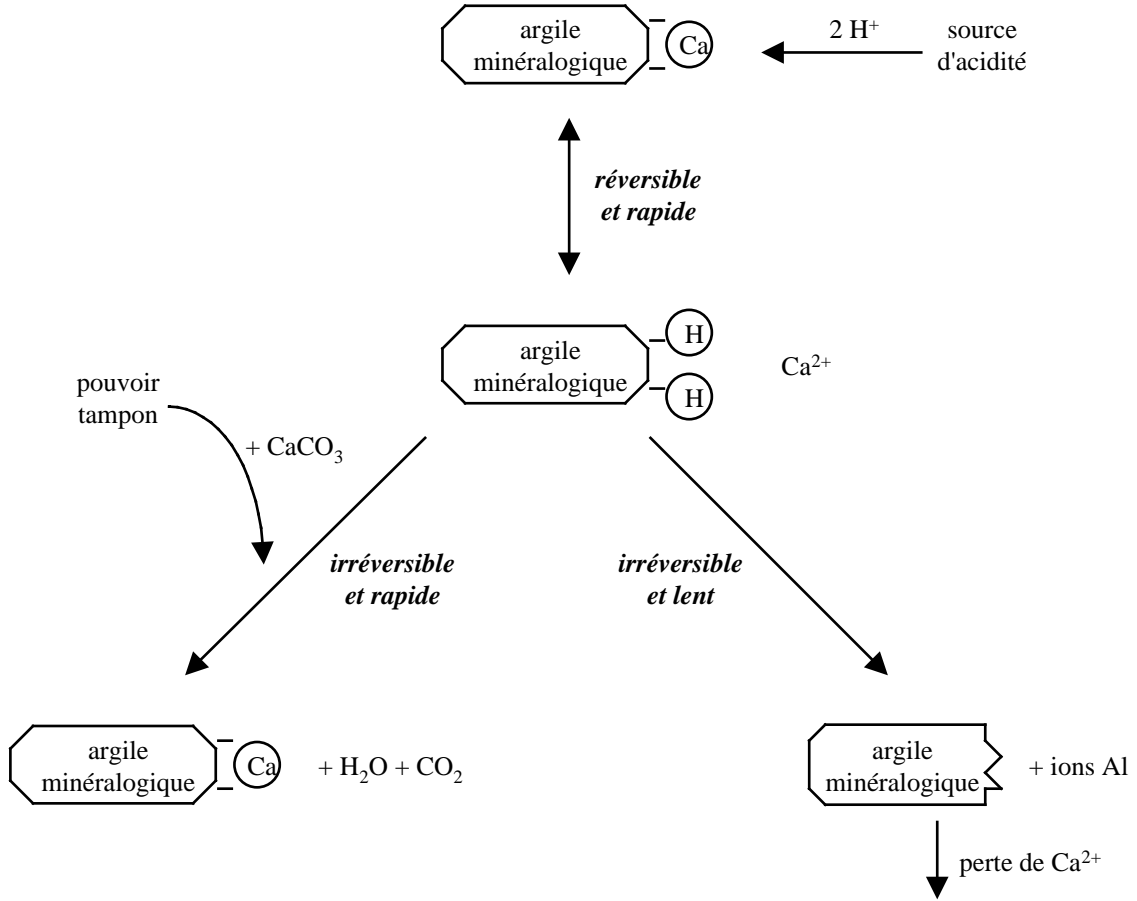 argile
minéralogique
Ca
2 H⁺
source
d'acidité
réversible
et rapide
argile
minéralogique
H
H
Ca²⁺
pouvoir
tampon
+ CaCO₃
irréversible
et rapide
irréversible
et lent
argile
minéralogique
Ca
+ H₂O + CO₂
argile
minéralogique
+ ions Al
perte de Ca²⁺